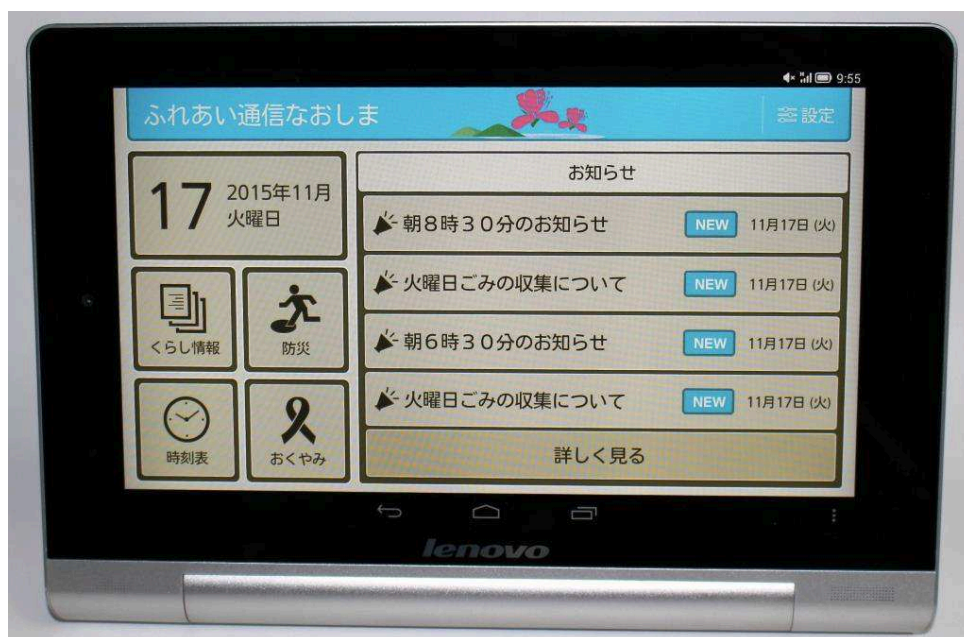 9:55
ふれあい通信なおしま
設定
17
2015年11月
火曜日
お知らせ
朝8時30分のお知らせ NEW 11月17日 (火)
火曜日ごみの収集について NEW 11月17日 (火)
朝6時30分のお知らせ NEW 11月17日 (火)
火曜日ごみの収集について NEW 11月17日 (火)
詳しく見る
くらし情報
防災
時刻表
おくやみ
lenovo